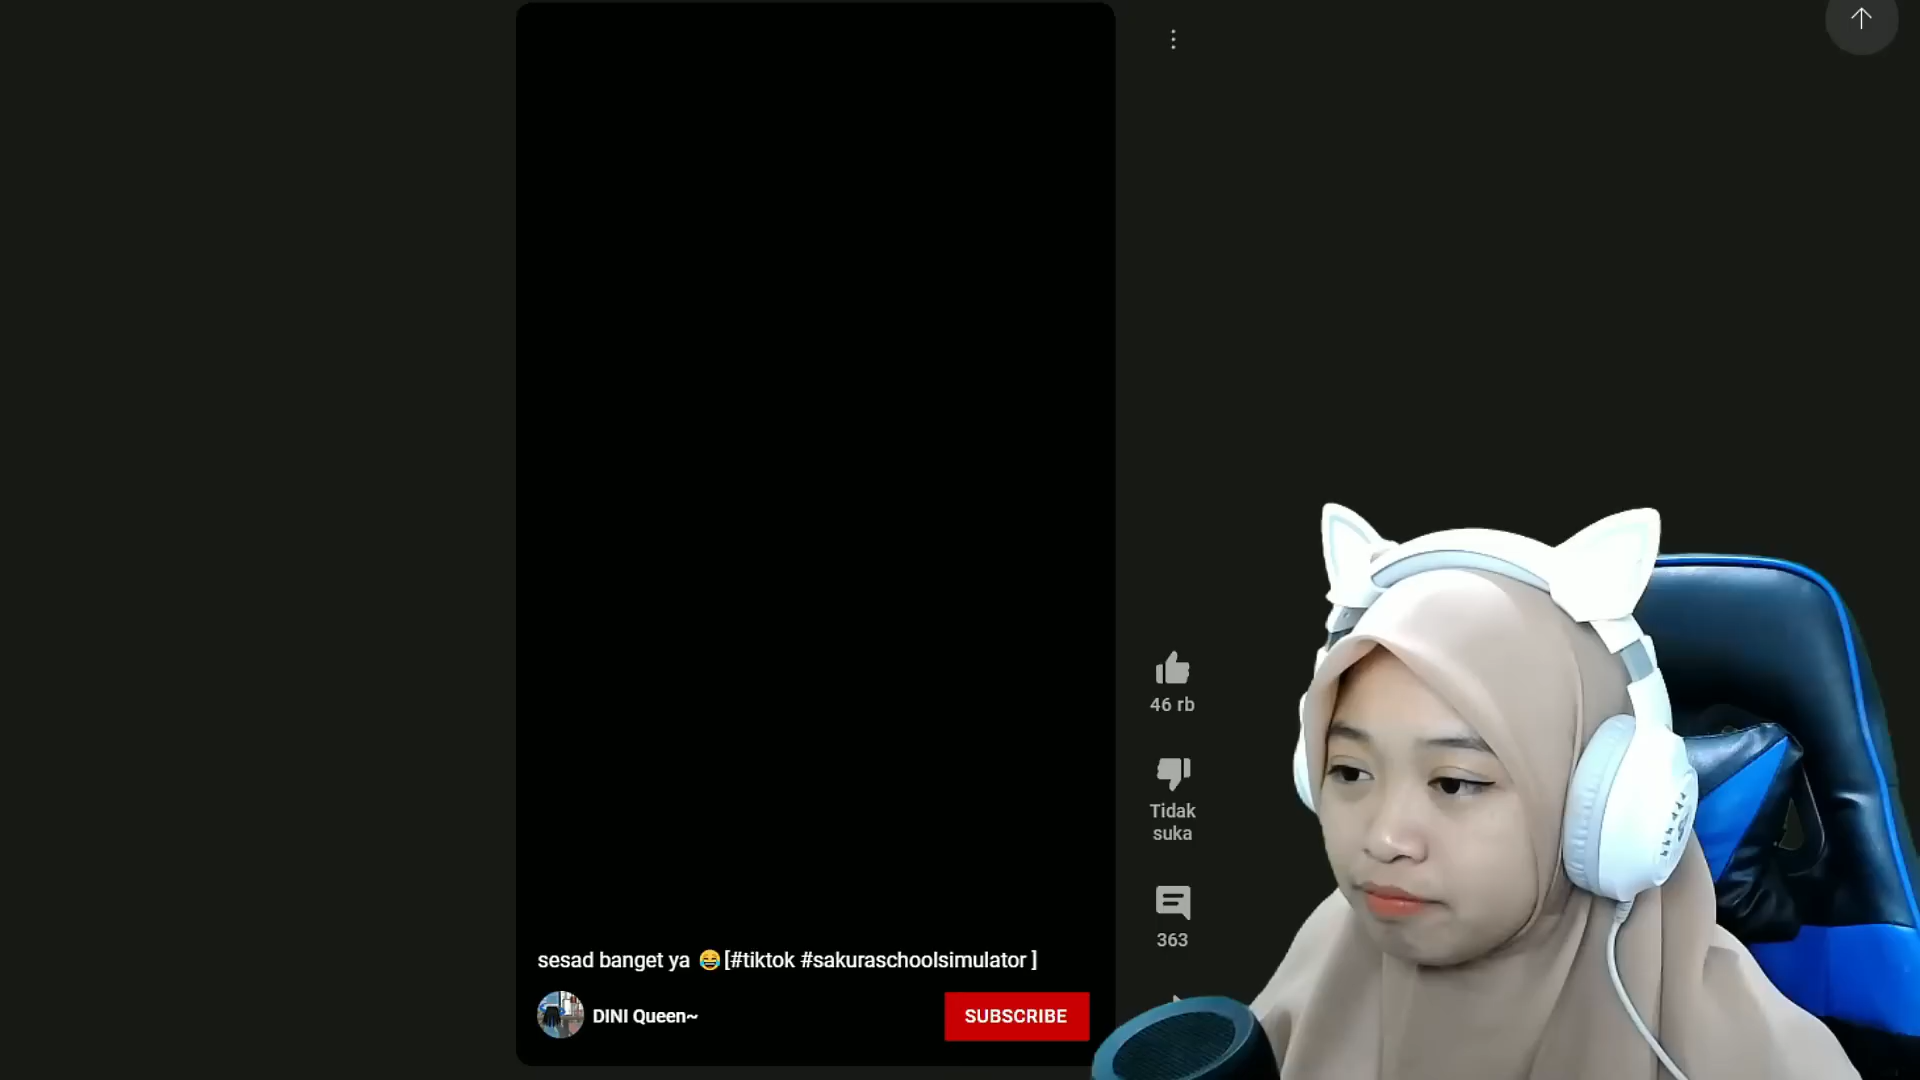 46 rb
Tidak
suka
363
sesad banget ya 😂 [#tiktok #sakuraschoolsimulator ]
DINI Queen~
SUBSCRIBE